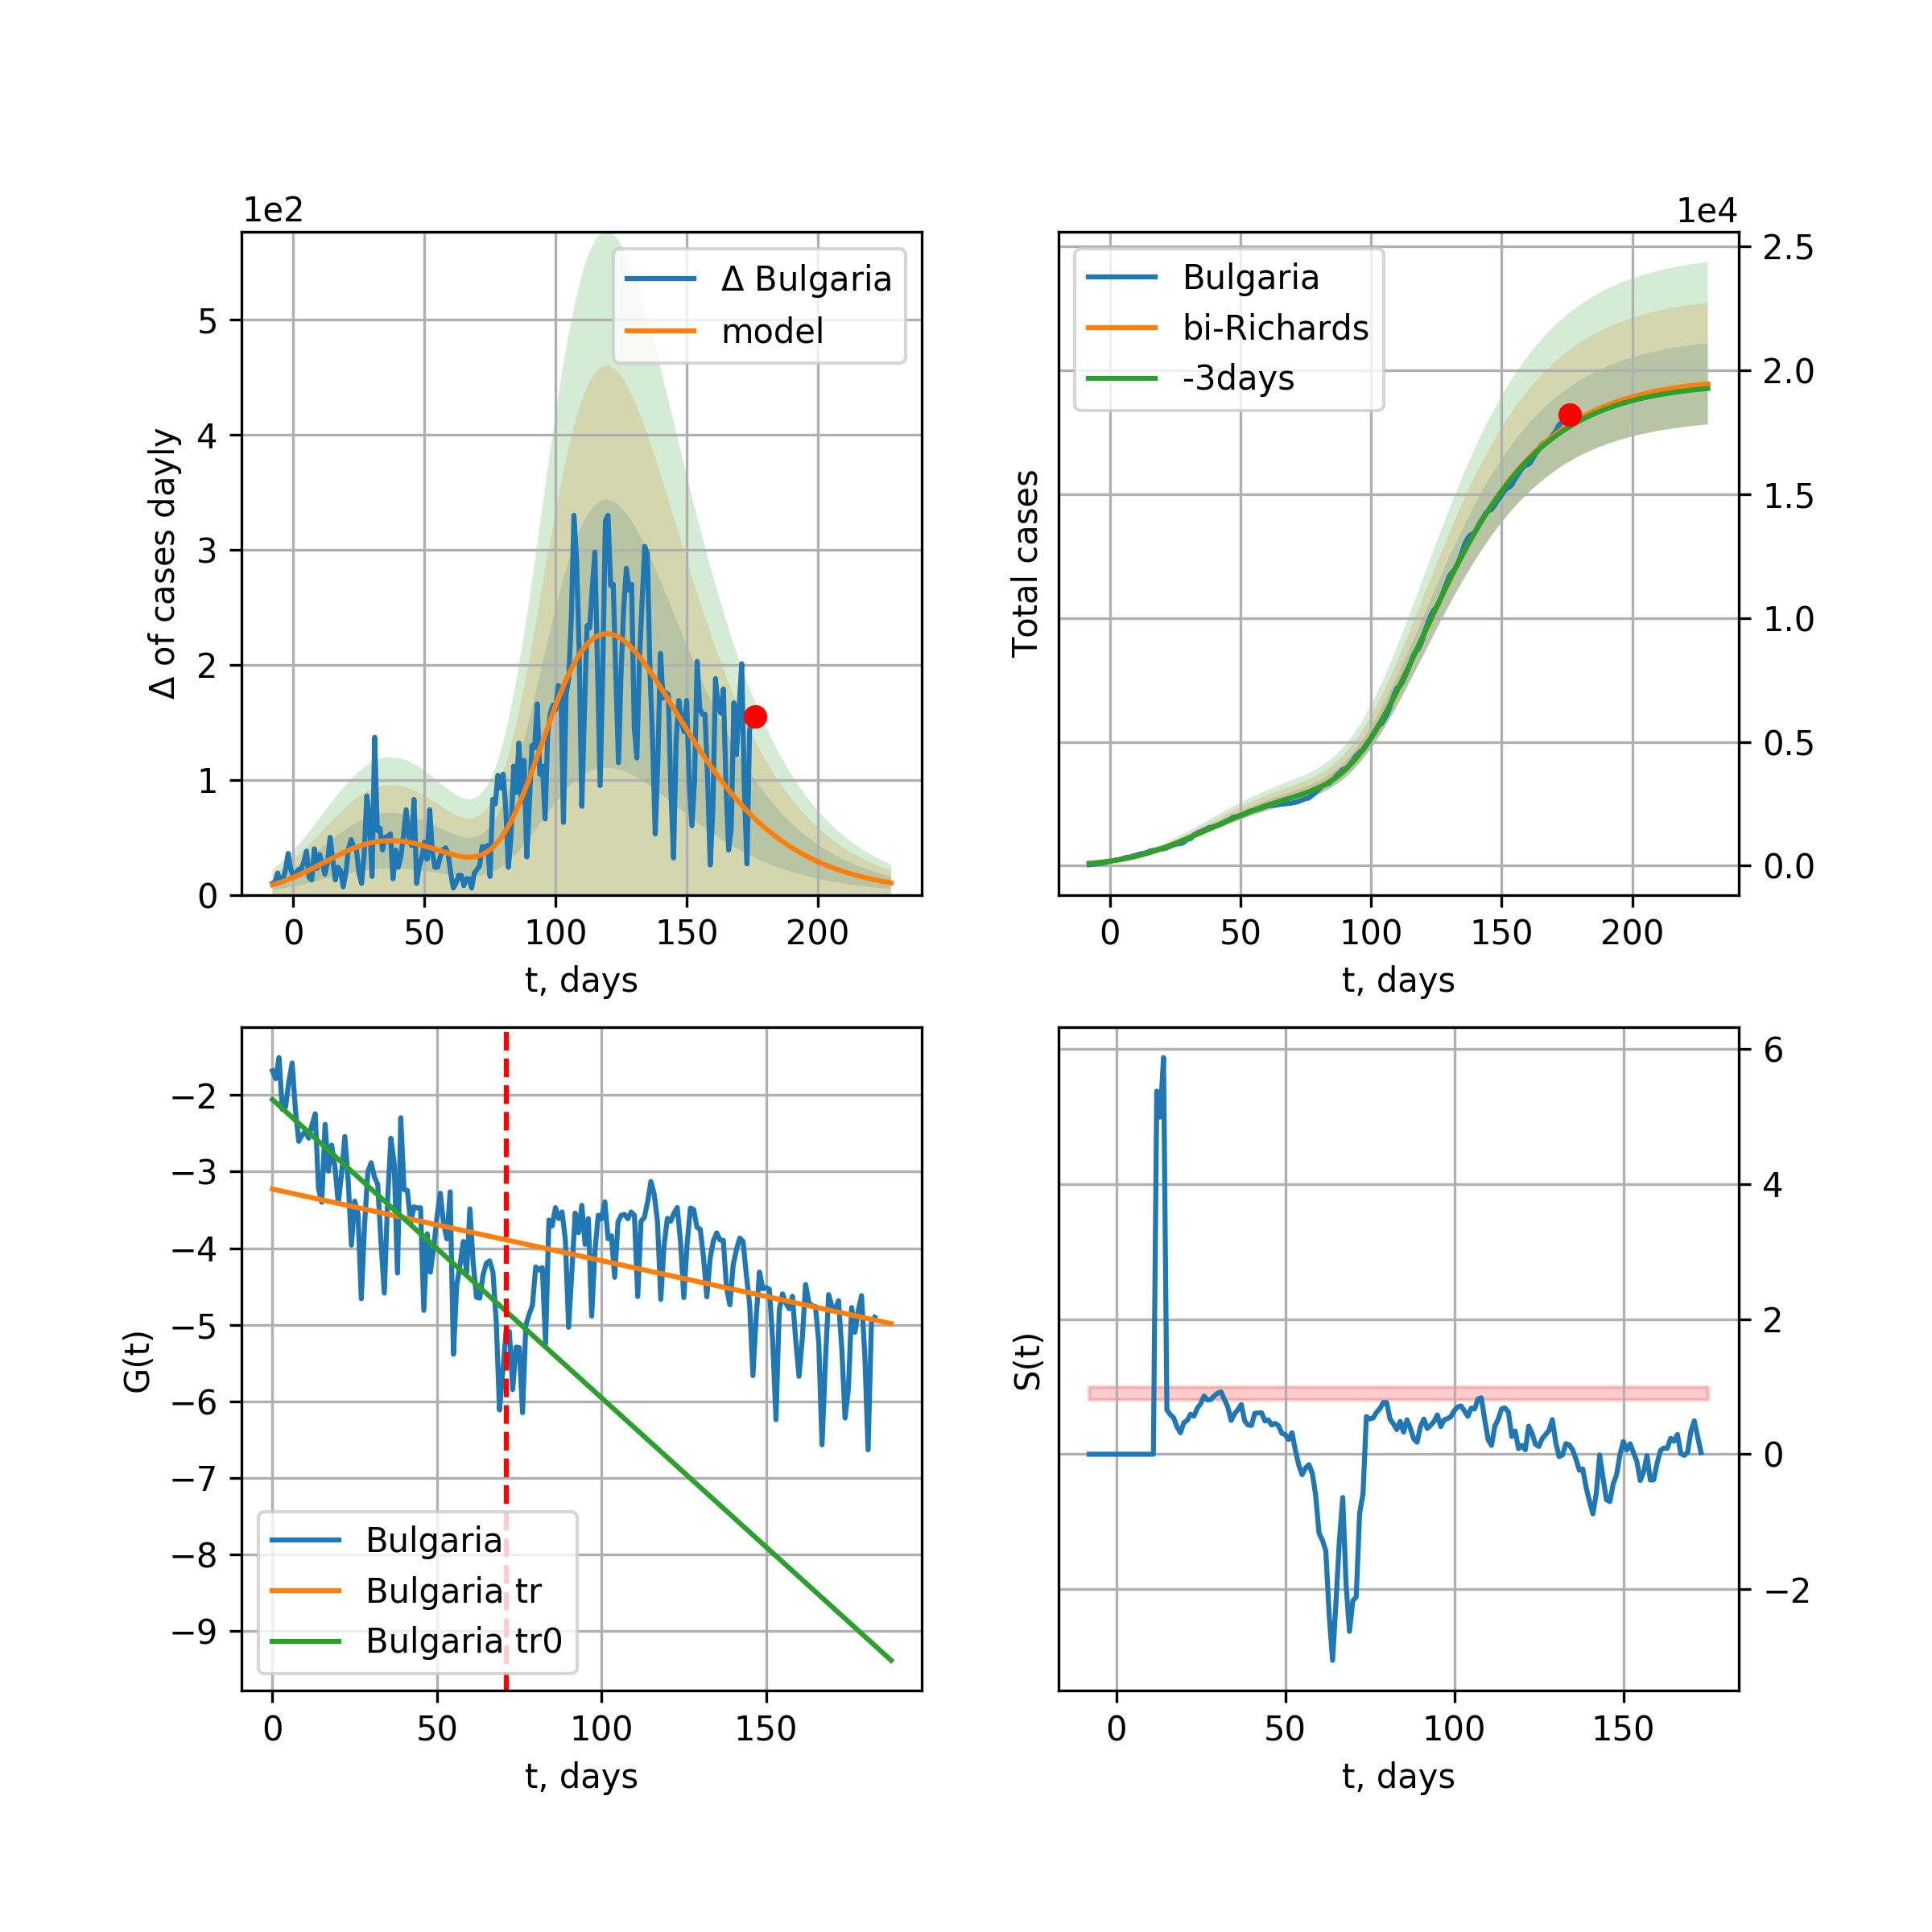 1e2
Δ of cases dayly
5
4
3
2
1
0
Δ Bulgaria
model
0 50 100 150 200
t, days
1e4
Total cases
Bulgaria
bi-Richards
-3days
2.5
2.0
1.5
1.0
0.5
0.0
0 50 100 150 200
t, days
G(t)
−2
−3
−4
−5
−6
−7
−8
−9
Bulgaria
Bulgaria tr
Bulgaria tr0
0 50 100 150
t, days
S(t)
6
4
2
0
−2
0 50 100 150
t, days